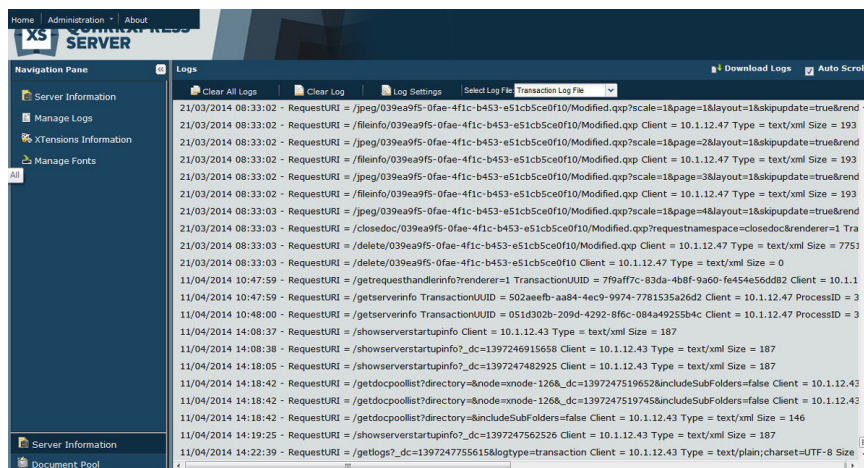 Home Administration About
XS
SERVER
Navigation Pane
Logs
Download Logs Auto Scrol
Clear All Logs Clear Log Log Settings Select Log File: Transaction Log File
Server Information
Manage Logs
XTensions Information
Manage Fonts
All
21/03/2014 08:33:02 - RequestURI = /jpeg/039ea9f5-0fae-4f1c-b453-e51cb5ce0f10/Modified.qxp?scale=1&page=1&layout=1&skipupdate=true&rend
21/03/2014 08:33:02 - RequestURI = /fileinfo/039ea9f5-0fae-4f1c-b453-e51cb5ce0f10/Modified.qxp Client = 10.1.12.47 Type = text/xml Size = 193
21/03/2014 08:33:02 - RequestURI = /jpeg/039ea9f5-0fae-4f1c-b453-e51cb5ce0f10/Modified.qxp?scale=1&page=2&layout=1&skipupdate=true&rend
21/03/2014 08:33:02 - RequestURI = /fileinfo/039ea9f5-0fae-4f1c-b453-e51cb5ce0f10/Modified.qxp Client = 10.1.12.47 Type = text/xml Size = 193
21/03/2014 08:33:02 - RequestURI = /jpeg/039ea9f5-0fae-4f1c-b453-e51cb5ce0f10/Modified.qxp?scale=1&page=3&layout=1&skipupdate=true&rend
21/03/2014 08:33:02 - RequestURI = /fileinfo/039ea9f5-0fae-4f1c-b453-e51cb5ce0f10/Modified.qxp Client = 10.1.12.47 Type = text/xml Size = 193
21/03/2014 08:33:03 - RequestURI = /jpeg/039ea9f5-0fae-4f1c-b453-e51cb5ce0f10/Modified.qxp?scale=1&page=4&layout=1&skipupdate=true&rend
21/03/2014 08:33:03 - RequestURI = /closedoc/039ea9f5-0fae-4f1c-b453-e51cb5ce0f10/Modified.qxp?requestnamespace=closedoc&renderer=1 Tra
21/03/2014 08:33:03 - RequestURI = /delete/039ea9f5-0fae-4f1c-b453-e51cb5ce0f10/Modified.qxp Client = 10.1.12.47 Type = text/xml Size = 7751
21/03/2014 08:33:03 - RequestURI = /delete/039ea9f5-0fae-4f1c-b453-e51cb5ce0f10 Client = 10.1.12.47 Type = text/xml Size = 0
11/04/2014 10:47:59 - RequestURI = /getrequesthandlerinfo?renderer=1 TransactionUUID = 7f9aff7c-83da-4b8f-9a60-fe454e56dd82 Client = 10.1.1
11/04/2014 10:47:59 - RequestURI = /getserverinfo TransactionUUID = 502aeefb-aa84-4ec9-9974-7781535a26d2 Client = 10.1.12.47 ProcessID = 3
11/04/2014 10:48:00 - RequestURI = /getserverinfo TransactionUUID = 051d302b-209d-4292-8f6c-084a49255b4c Client = 10.1.12.47 ProcessID = 3
11/04/2014 14:08:37 - RequestURI = /showserverstartupinfo Client = 10.1.12.43 Type = text/xml Size = 187
11/04/2014 14:08:38 - RequestURI = /showserverstartupinfo?_dc=1397246915658 Client = 10.1.12.43 Type = text/xml Size = 187
11/04/2014 14:18:05 - RequestURI = /showserverstartupinfo?_dc=1397247482925 Client = 10.1.12.43 Type = text/xml Size = 187
11/04/2014 14:18:42 - RequestURI = /getdocpoollist?directory=&node=xnode-126&_dc=1397247519652&includeSubFolders=false Client = 10.1.12.43
11/04/2014 14:18:42 - RequestURI = /getdocpoollist?directory=&node=xnode-126&_dc=1397247519745&includeSubFolders=false Client = 10.1.12.43
11/04/2014 14:18:42 - RequestURI = /getdocpoollist?directory=&includeSubFolders=false Client = 10.1.12.43 Type = text/xml Size = 146
11/04/2014 14:19:25 - RequestURI = /showserverstartupinfo?_dc=1397247562526 Client = 10.1.12.43 Type = text/xml Size = 187
11/04/2014 14:22:39 - RequestURI = /getlogs?_dc=1397247755615&logtype=transaction Client = 10.1.12.43 Type = text/plain;charset=UTF-8 Size
Server Information
Document Pool